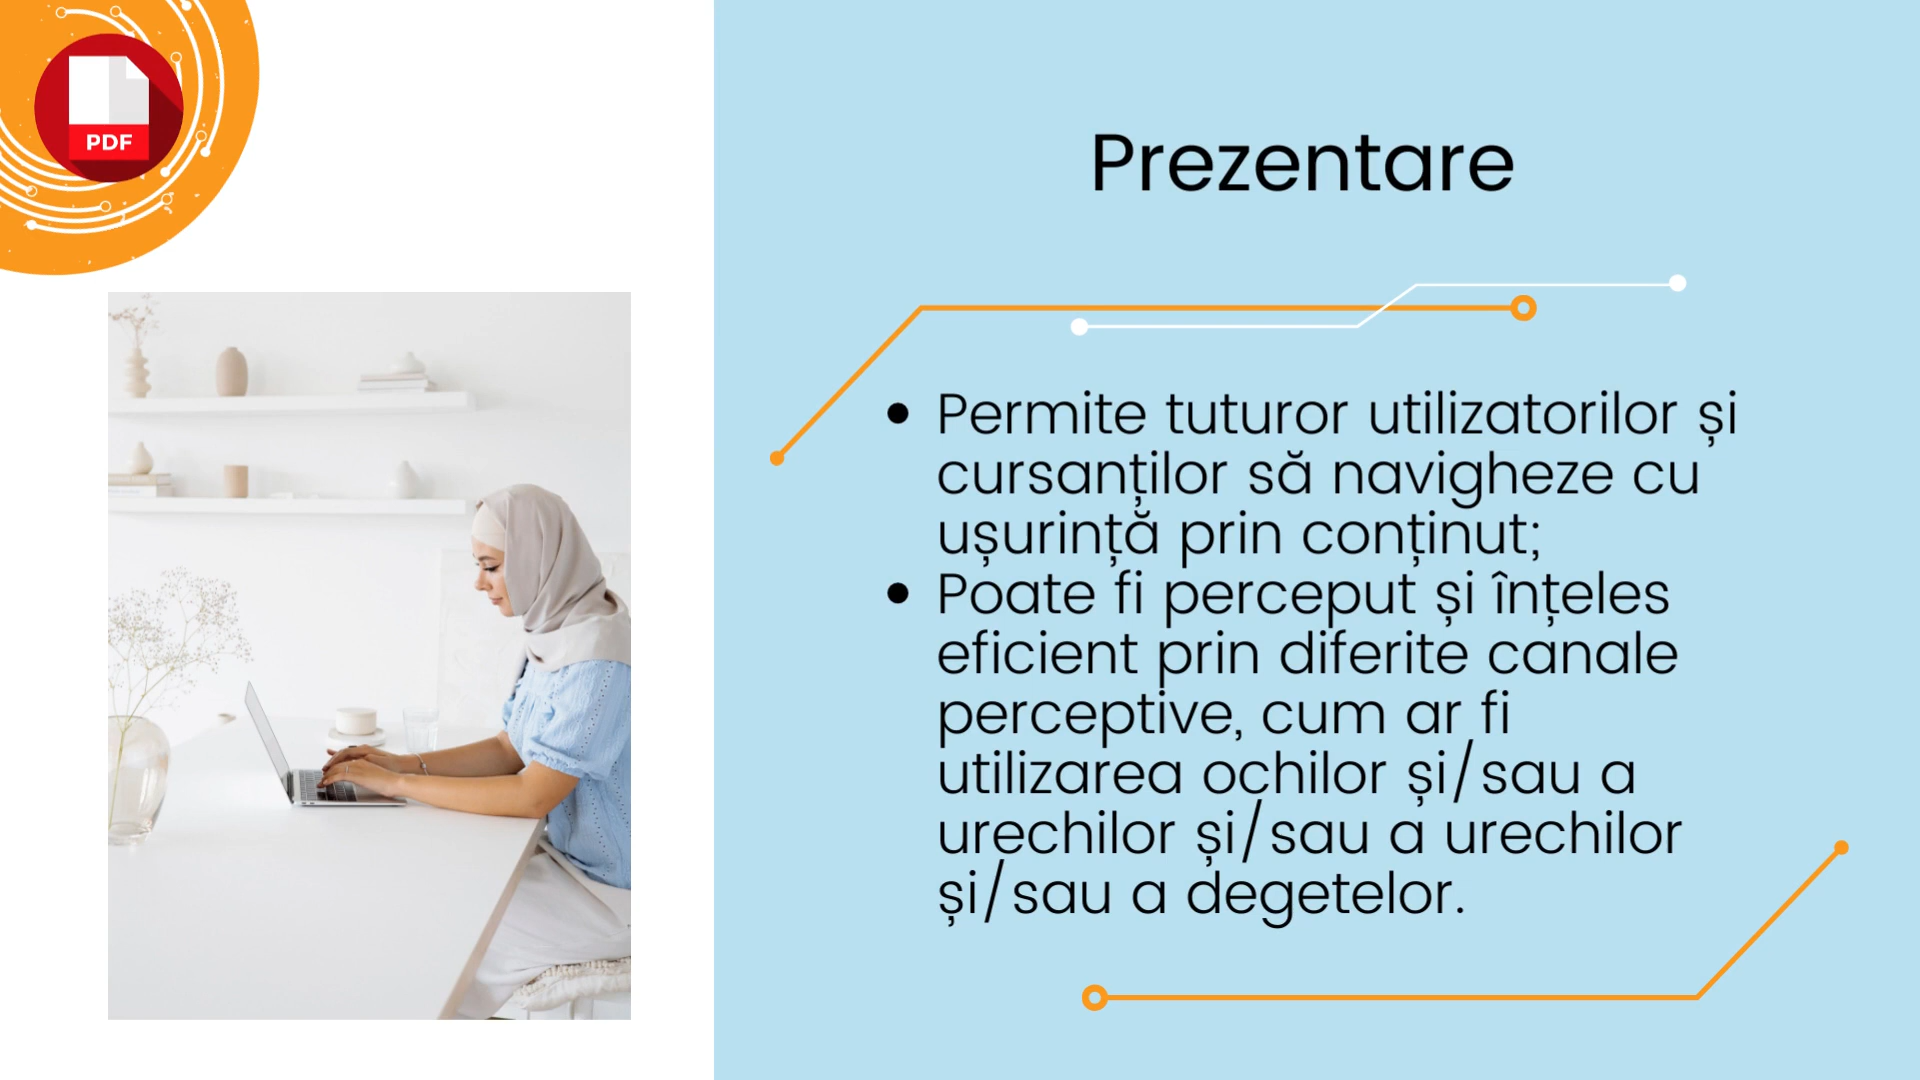 PDF
Prezentare
• Permite tuturor utilizatorilor și
cursanților să navigheze cu
ușurință prin conținut;
• Poate fi perceput și înțeles
eficient prin diferite canale
perceptive, cum ar fi
utilizarea ochilor și/sau a
urechilor și/sau a urechilor
și/sau a degetelor.